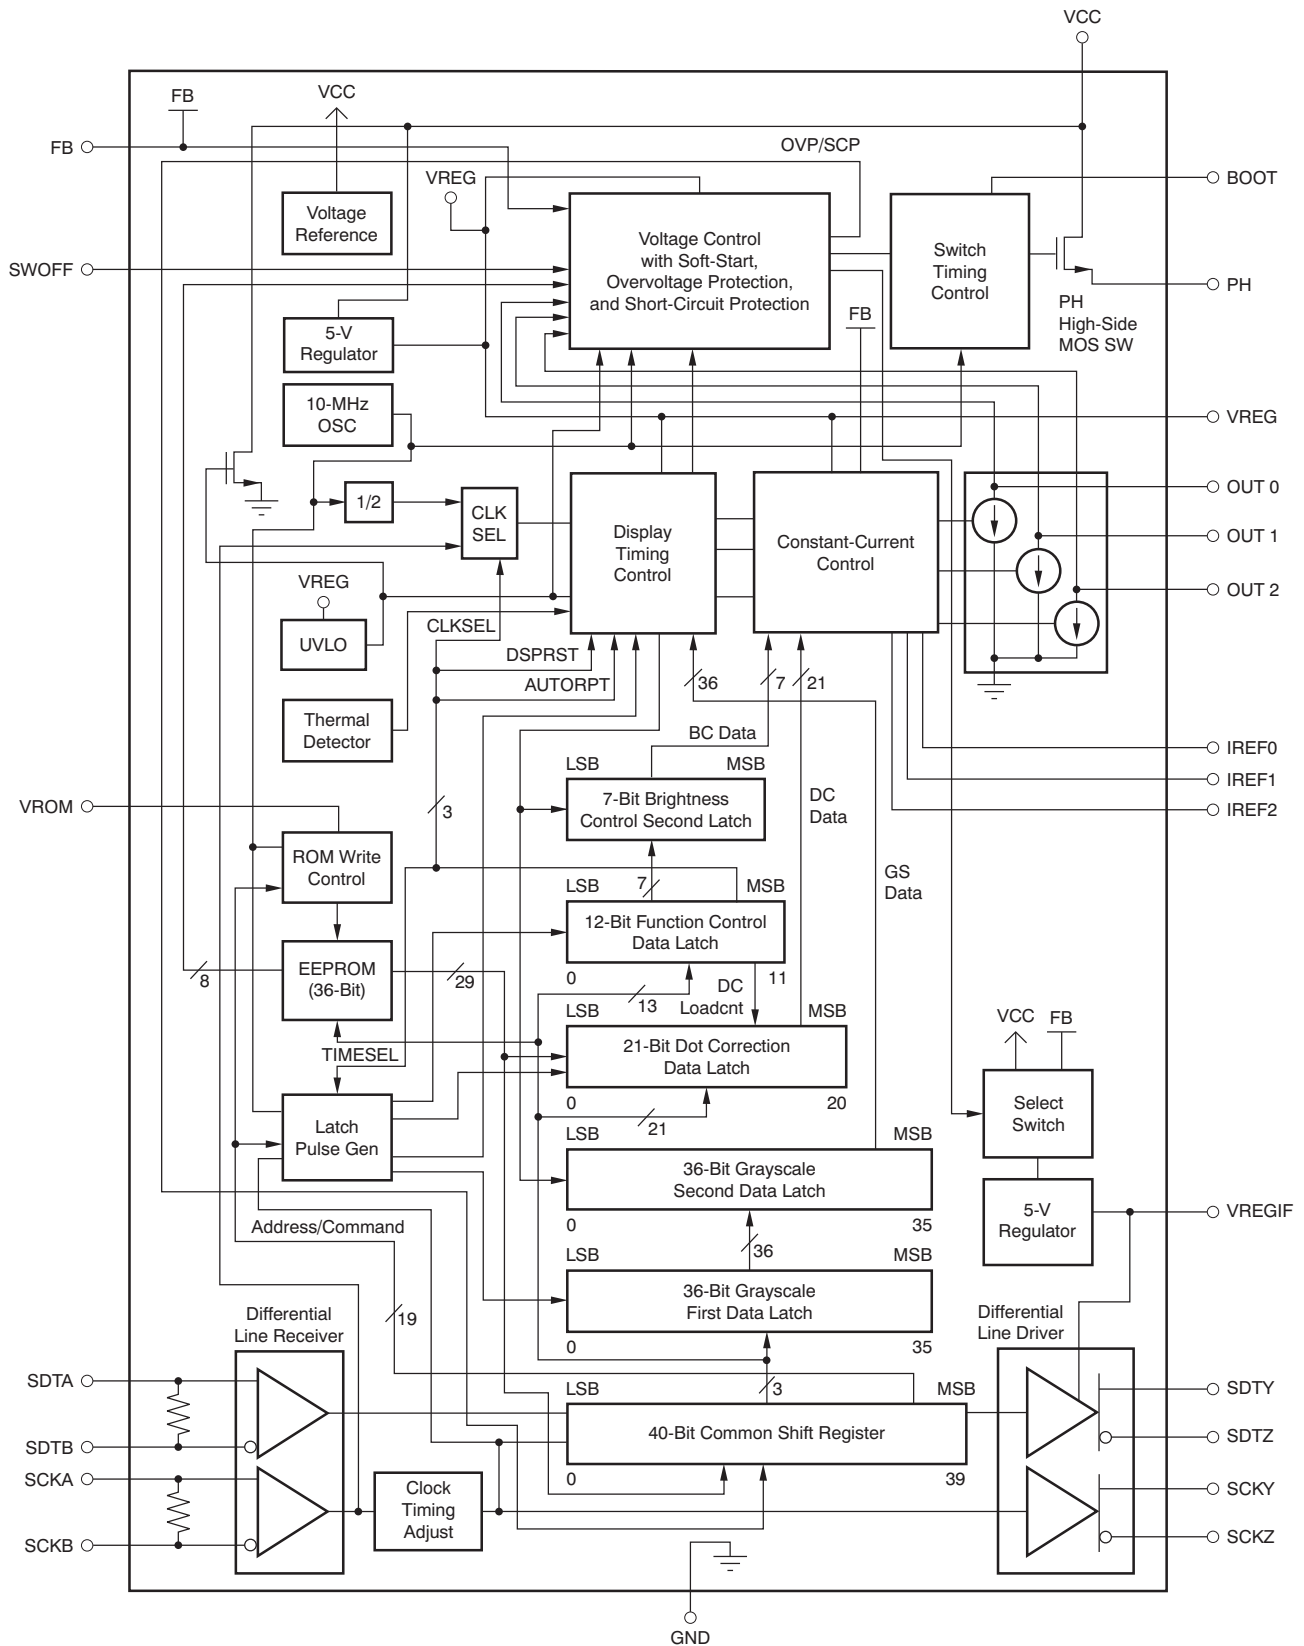 VCC
FB
VCC
FB
OVP/SCP
VREG
BOOT
Voltage
Reference
Voltage Control
with Soft-Start,
Overvoltage Protection,
and Short-Circuit Protection
Switch
Timing
Control
SWOFF
PH
PH
High-Side
MOS SW
5-V
Regulator
FB
10-MHz
OSC
VREG
1/2
CLK
SEL
Display
Timing
Control
Constant-Current
Control
OUT 0
OUT 1
OUT 2
VREG
UVLO
CLKSEL
DSPRST
AUTORPT
36
7
21
Thermal
Detector
BC Data
IREF0
IREF1
IREF2
LSB
MSB
7-Bit Brightness
Control Second Latch
DC
Data
VROM
3
ROM Write
Control
7
LSB
MSB
GS
Data
12-Bit Function Control
Data Latch
0
11
EEPROM
(36-Bit)
8
29
13
DC
Loadcnt
LSB
MSB
21-Bit Dot Correction
Data Latch
0
20
TIMESEL
VCC
FB
Select
Switch
Latch
Pulse Gen
21
LSB
MSB
36-Bit Grayscale
Second Data Latch
0
35
5-V
Regulator
VREGIF
Address/Command
36
LSB
MSB
36-Bit Grayscale
First Data Latch
0
35
19
Differential
Line Receiver
Differential
Line Driver
SDTA
SDTB
SCKA
SCKB
3
LSB
MSB
40-Bit Common Shift Register
0
39
Clock
Timing
Adjust
SDTY
SDTZ
SCKY
SCKZ
GND